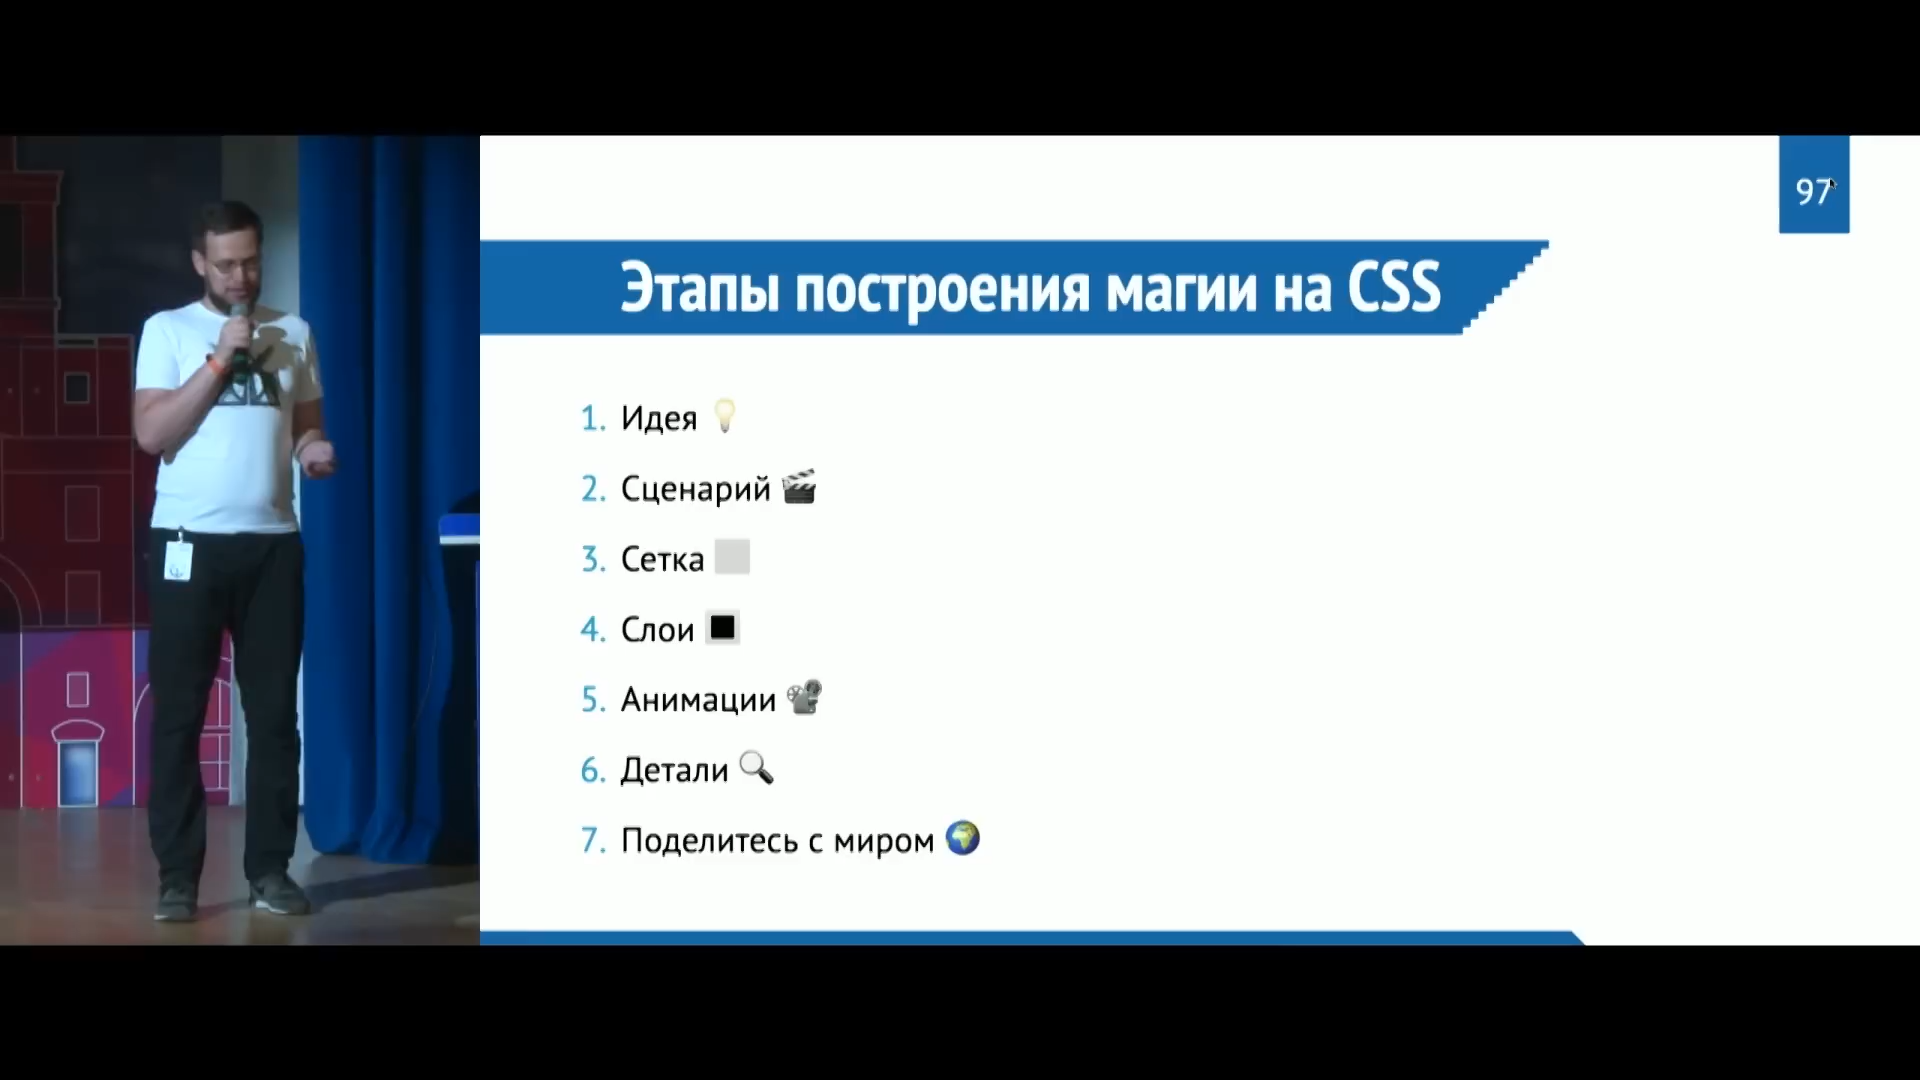 97
Этапы построения магии на CSS
1. Идея 💡
2. Сценарий 🎬
3. Сетка ⬜
4. Слои 🔳
5. Анимации 📽
6. Детали 🔍
7. Поделитесь с миром 🌍